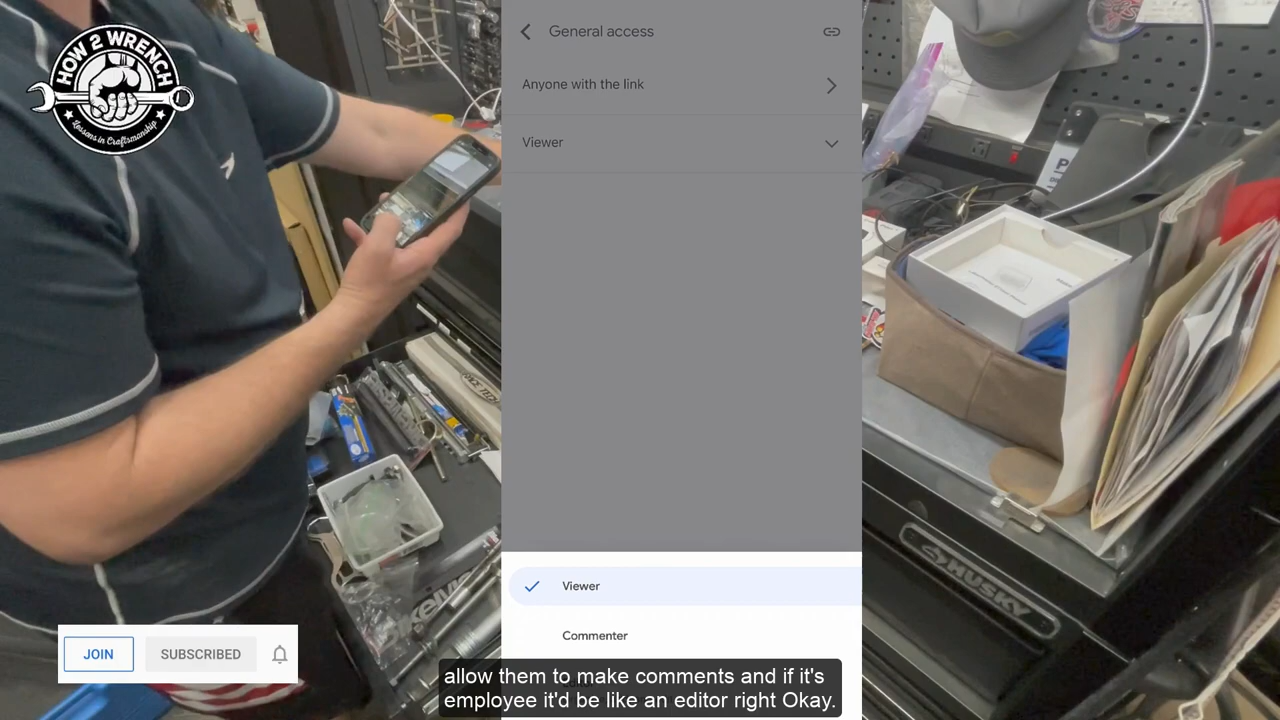 HOW 2 WRENCH
Lessons in Craftsmanship
General access
Anyone with the link
Viewer
Viewer
Commenter
allow them to make comments and if it's
employee it'd be like an editor right Okay.
JOIN
SUBSCRIBED
HUSKY